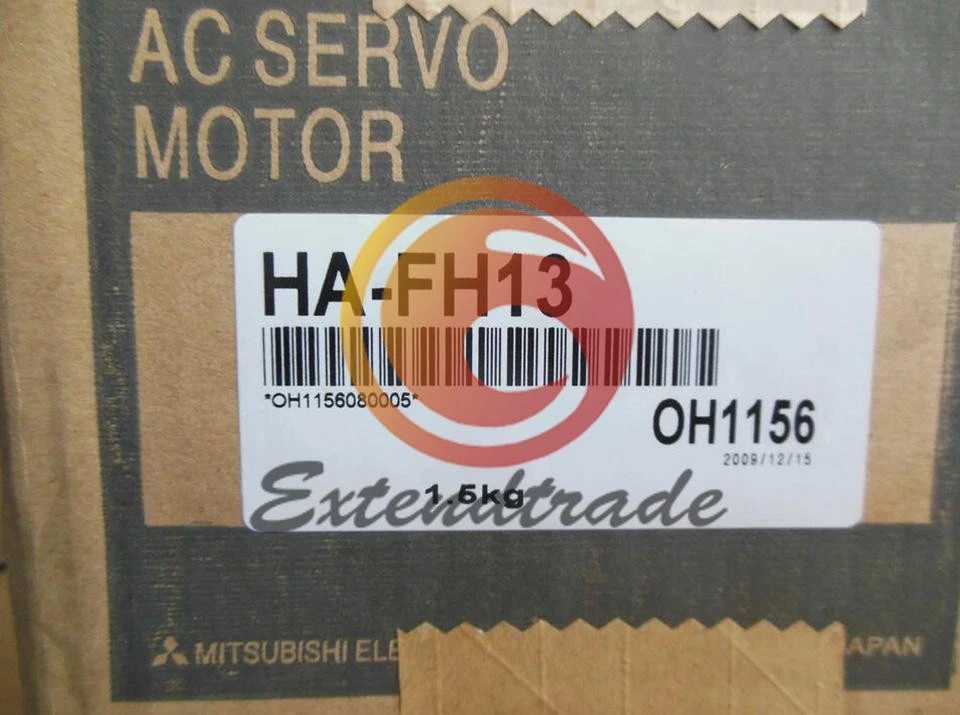 AC SERVO
MOTOR
HA-FH13
*OH1156080005*
OH1156
2009/12/15
1.5kg
Extendtrade
MITSUBISHI ELE
APAN